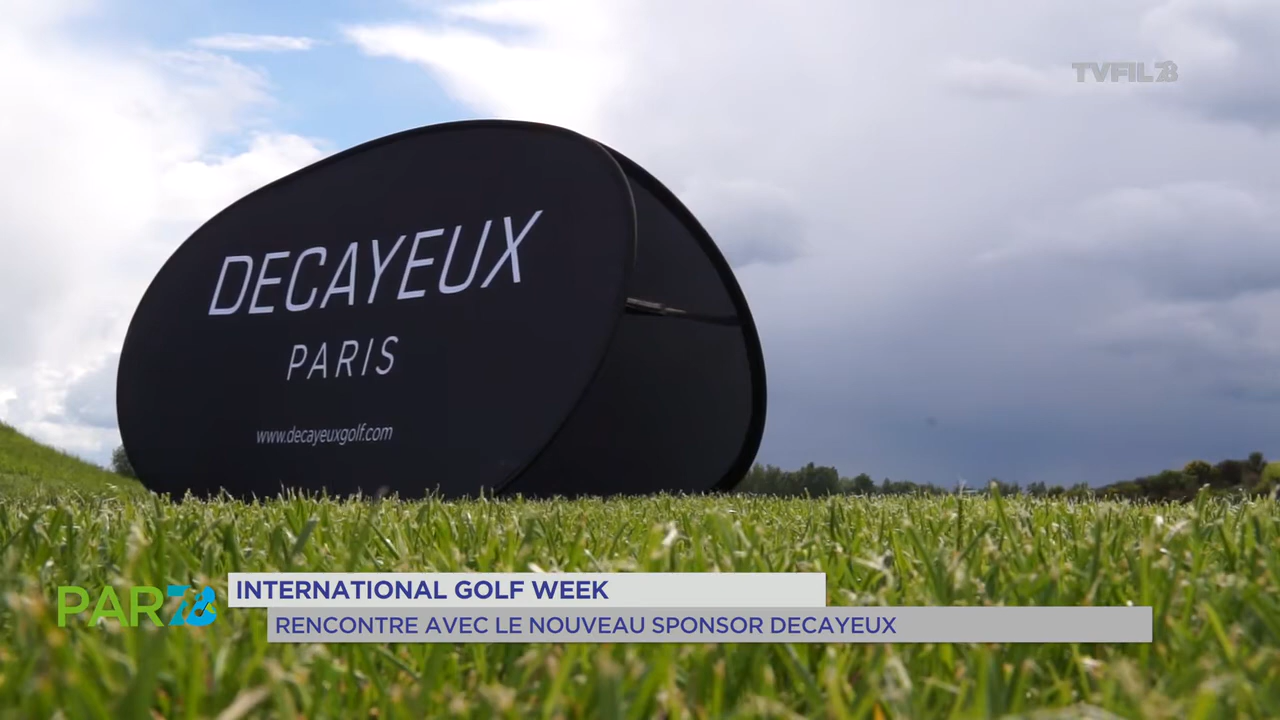 TVFIL78
DECAYEUX
PARIS
www.decayeuxgolf.com
PAR78
INTERNATIONAL GOLF WEEK
RENCONTRE AVEC LE NOUVEAU SPONSOR DECAYEUX